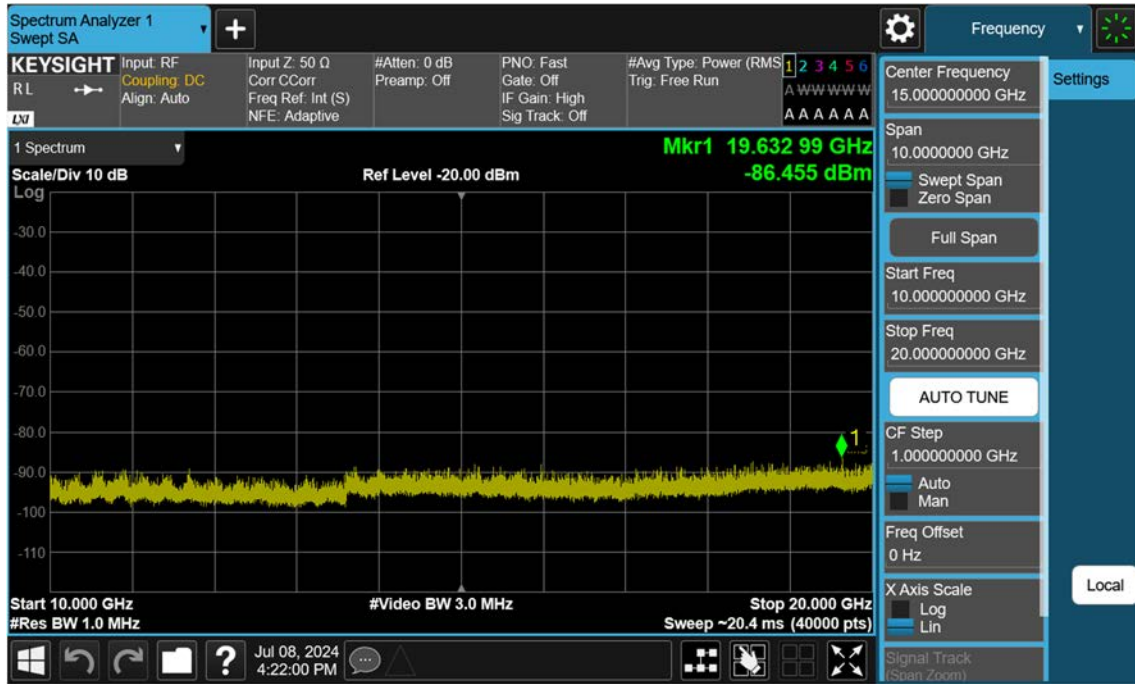 Spectrum Analyzer 1
Swept SA
+
Frequency
KEYSIGHT
RL
LXI
Input: RF
Coupling: DC
Align: Auto
Input Z: 50 Ω
Corr CCorr
Freq Ref: Int (S)
NFE: Adaptive
#Atten: 0 dB
Preamp: Off
PNO: Fast
Gate: Off
IF Gain: High
Sig Track: Off
#Avg Type: Power (RMS
Trig: Free Run
1 2 3 4 5 6
A W W W W W
A A A A A A
1 Spectrum
Scale/Div 10 dB
Ref Level -20.00 dBm
Mkr1 19.632 99 GHz
-86.455 dBm
Log
-30.0
-40.0
-50.0
-60.0
-70.0
-80.0
-90.0
-100
-110
1
Start 10.000 GHz
#Video BW 3.0 MHz
Stop 20.000 GHz
#Res BW 1.0 MHz
Sweep ~20.4 ms (40000 pts)
Center Frequency
15.000000000 GHz
Span
10.0000000 GHz
Swept Span
Zero Span
Full Span
Start Freq
10.000000000 GHz
Stop Freq
20.000000000 GHz
AUTO TUNE
CF Step
1.000000000 GHz
Auto
Man
Freq Offset
0 Hz
X Axis Scale
Log
Lin
Signal Track
(Span Zoom)
Settings
Local
?
Jul 08, 2024
4:22:00 PM